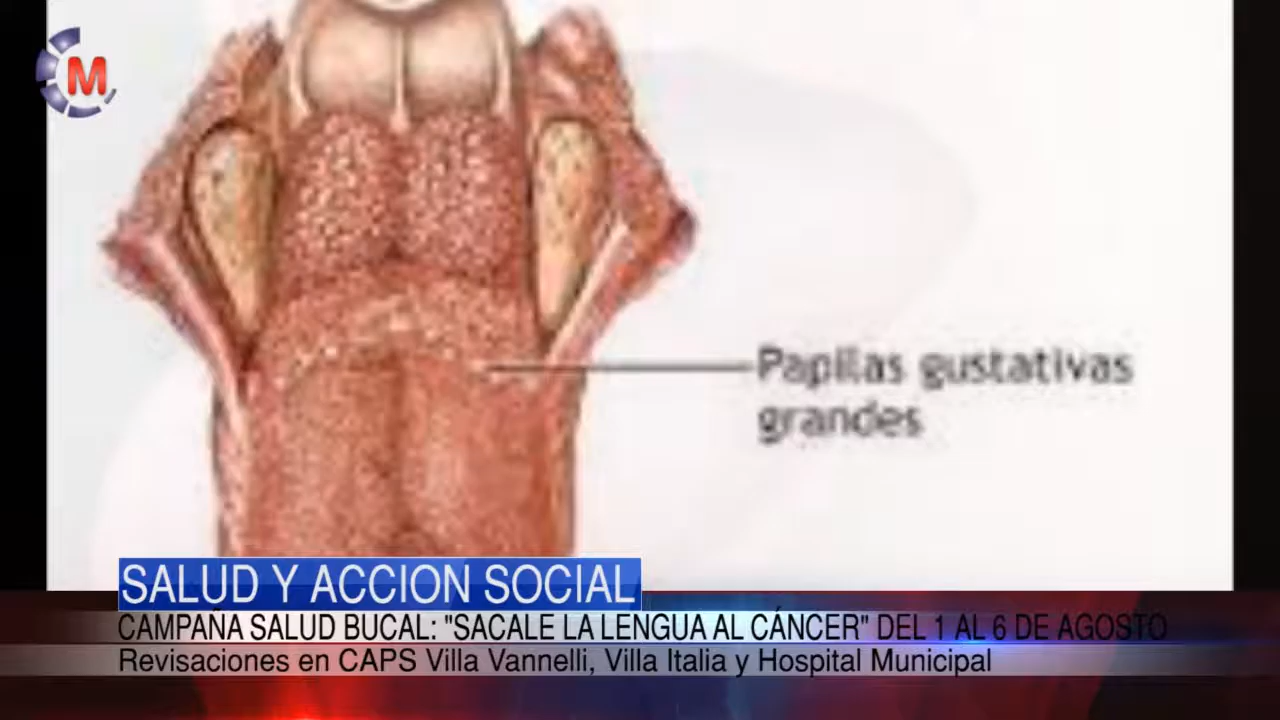 M
Papilas gustativas
grandes
SALUD Y ACCION SOCIAL
CAMPAÑA SALUD BUCAL: "SACALE LA LENGUA AL CÁNCER" DEL 1 AL 6 DE AGOSTO
Revisaciones en CAPS Villa Vannelli, Villa Italia y Hospital Municipal